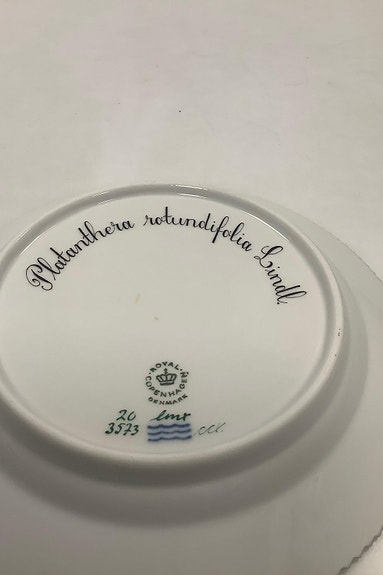 Platanthera rotundifolia Lindl.
ROYAL
COPENHAGEN
DENMARK
20
3573